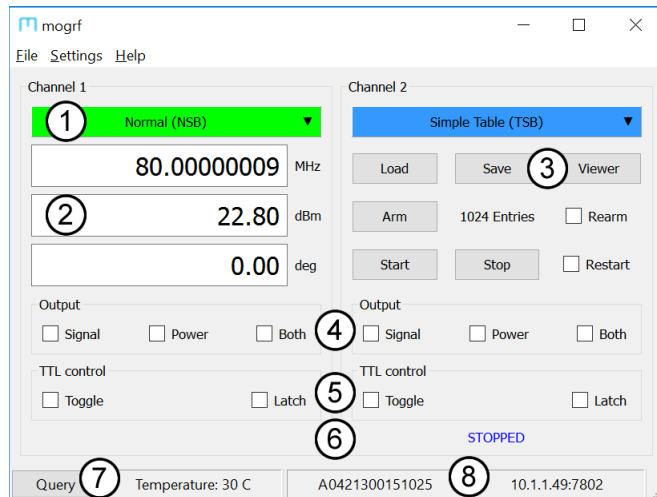 mogrf
File Settings Help
Channel 1
1 Normal (NSB)
80.00000009 MHz
2 22.80 dBm
0.00 deg
Output
Signal Power Both
TTL control
Toggle Latch
Channel 2
Simple Table (TSB)
Load Save 3 Viewer
Arm 1024 Entries Rearm
Start Stop Restart
Output
4 Signal Power Both
TTL control
5 Toggle Latch
6 STOPPED
Query 7 Temperature: 30 C A0421300151025 8 10.1.1.49:7802